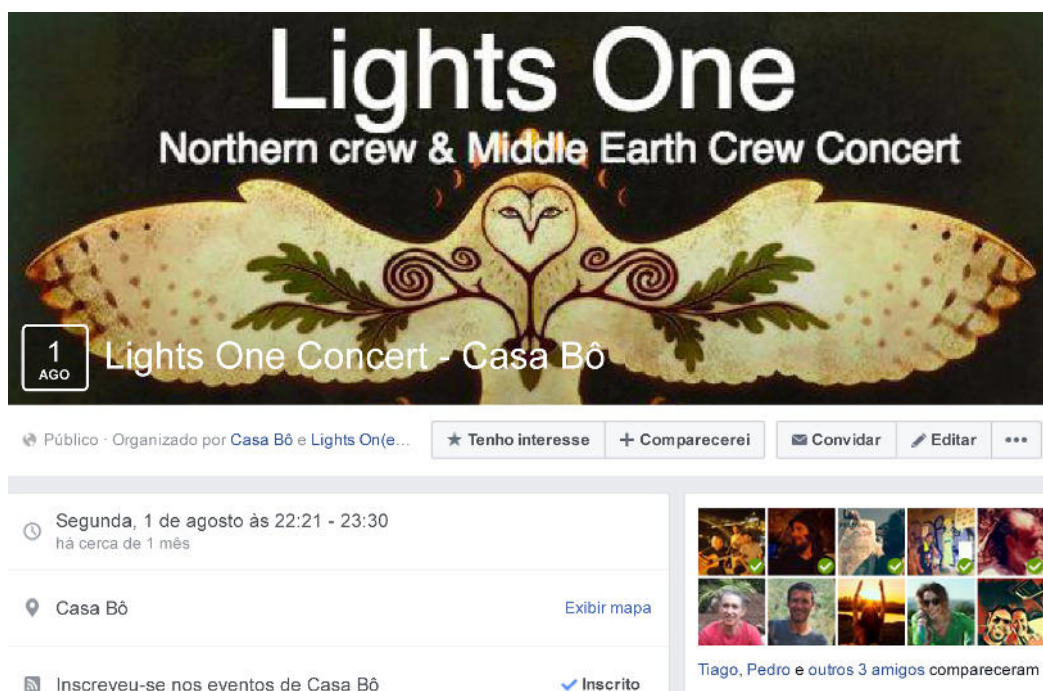 Lights One
Northern crew & Middle Earth Crew Concert
1
AGO
Lights One Concert - Casa Bô
Público · Organizado por Casa Bô e Lights On(e...
Tenho interesse
Comparecerei
Convidar
Editar
Segunda, 1 de agosto às 22:21 - 23:30
há cerca de 1 mês
Casa Bô
Exibir mapa
Inscreveu-se nos eventos de Casa Bô
Inscrito
Tiago, Pedro e outros 3 amigos compareceram